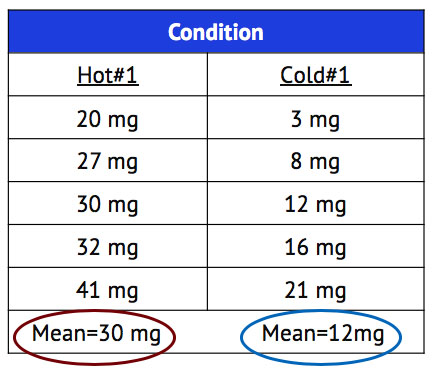 Condition
Hot#1 Cold#1
20 mg 3 mg
27 mg 8 mg
30 mg 12 mg
32 mg 16 mg
41 mg 21 mg
Mean=30 mg Mean=12mg